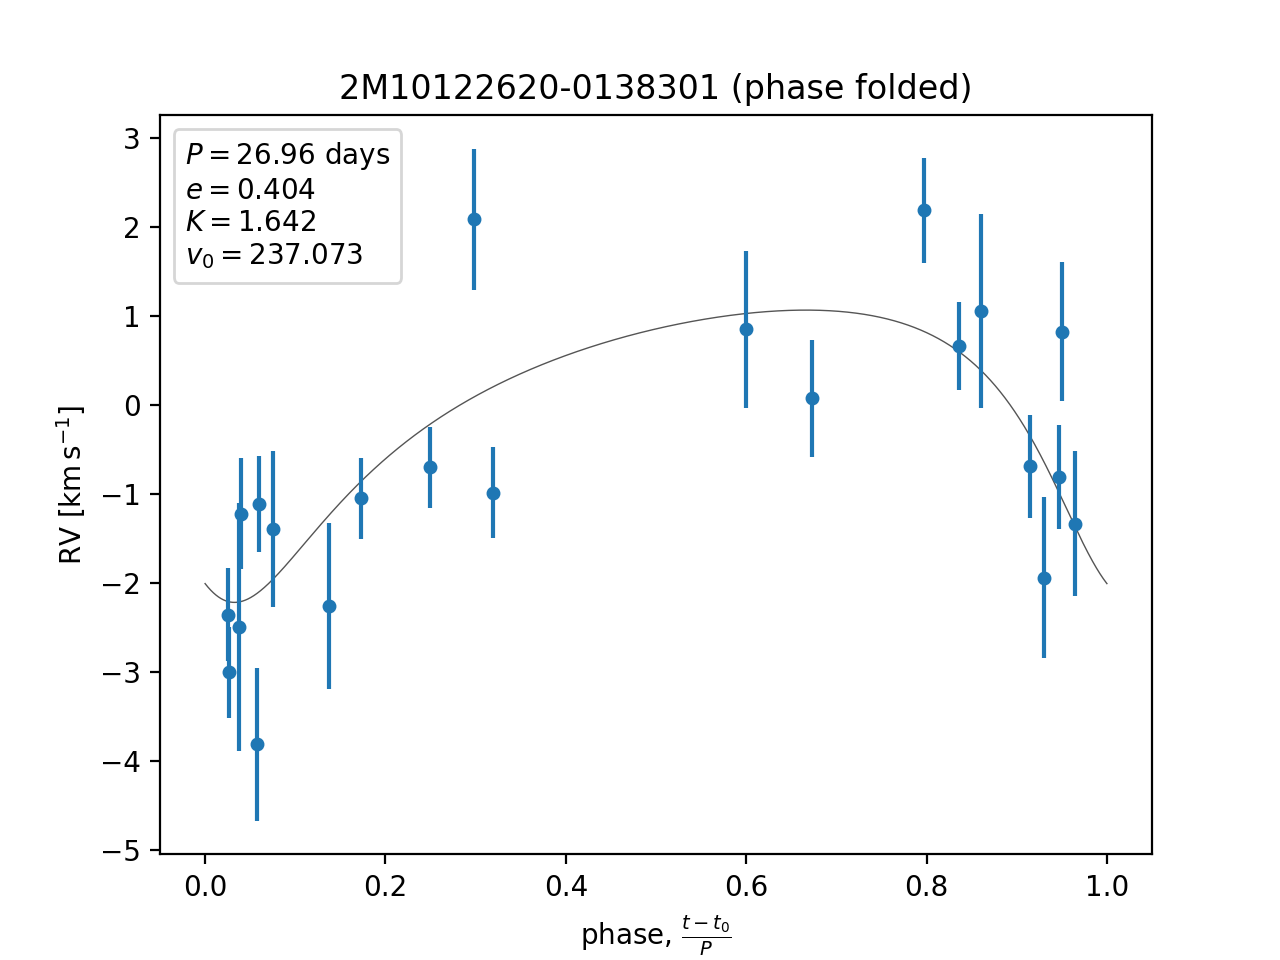 2M10122620-0138301 (phase folded)
P = 26.96 days
e = 0.404
K = 1.642
v₀ = 237.073
3
2
1
0
−1
−2
−3
−4
−5
RV [km s⁻¹]
0.0 0.2 0.4 0.6 0.8 1.0
phase, (t − t₀)/P